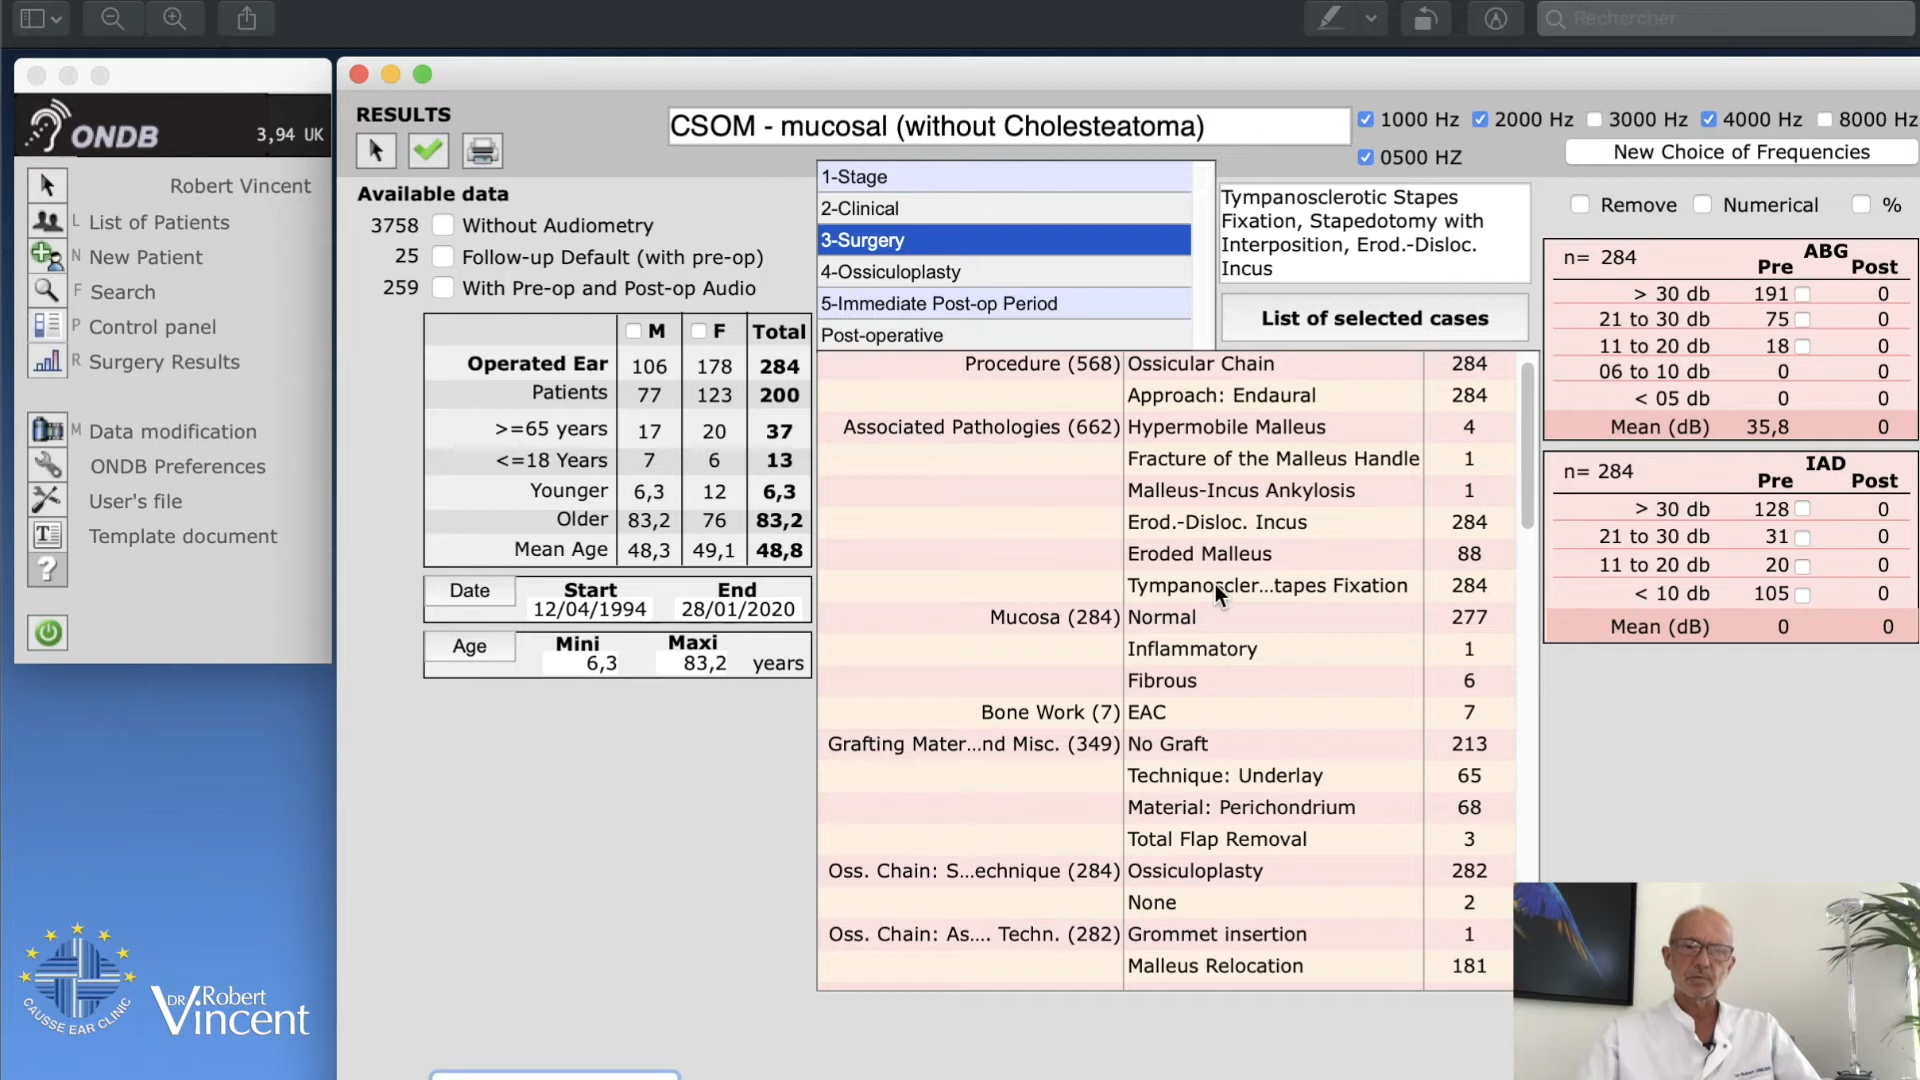 Rechercher
ONDB
3,94 UK
Robert Vincent
L List of Patients
N New Patient
F Search
P Control panel
R Surgery Results
M Data modification
ONDB Preferences
User's file
Template document
?
CAUSSE EAR CLINIC
DR Robert
Vincent
RESULTS
CSOM - mucosal (without Cholesteatoma)
1000 Hz 2000 Hz 3000 Hz 4000 Hz 8000 Hz
0500 HZ
New Choice of Frequencies
Available data
3758 Without Audiometry
25 Follow-up Default (with pre-op)
259 With Pre-op and Post-op Audio
M F Total
Operated Ear 106 178 284
Patients 77 123 200
>=65 years 17 20 37
<=18 Years 7 6 13
Younger 6,3 12 6,3
Older 83,2 76 83,2
Mean Age 48,3 49,1 48,8
Date Start End
12/04/1994 28/01/2020
Age Mini Maxi
6,3 83,2 years
1-Stage
2-Clinical
3-Surgery
4-Ossiculoplasty
5-Immediate Post-op Period
Post-operative
Tympanosclerotic Stapes
Fixation, Stapedotomy with
Interposition, Erod.-Disloc.
Incus
List of selected cases
Procedure (568) Ossicular Chain 284
Approach: Endaural 284
Associated Pathologies (662) Hypermobile Malleus 4
Fracture of the Malleus Handle 1
Malleus-Incus Ankylosis 1
Erod.-Disloc. Incus 284
Eroded Malleus 88
Tympanoscler...tapes Fixation 284
Mucosa (284) Normal 277
Inflammatory 1
Fibrous 6
Bone Work (7) EAC 7
Grafting Mater...nd Misc. (349) No Graft 213
Technique: Underlay 65
Material: Perichondrium 68
Total Flap Removal 3
Oss. Chain: S...echnique (284) Ossiculoplasty 282
None 2
Oss. Chain: As.... Techn. (282) Grommet insertion 1
Malleus Relocation 181
Remove Numerical %
n= 284 ABG
Pre Post
> 30 db 191 0
21 to 30 db 75 0
11 to 20 db 18 0
06 to 10 db 0 0
< 05 db 0 0
Mean (dB) 35,8 0
n= 284 IAD
Pre Post
> 30 db 128 0
21 to 30 db 31 0
11 to 20 db 20 0
< 10 db 105 0
Mean (dB) 0 0